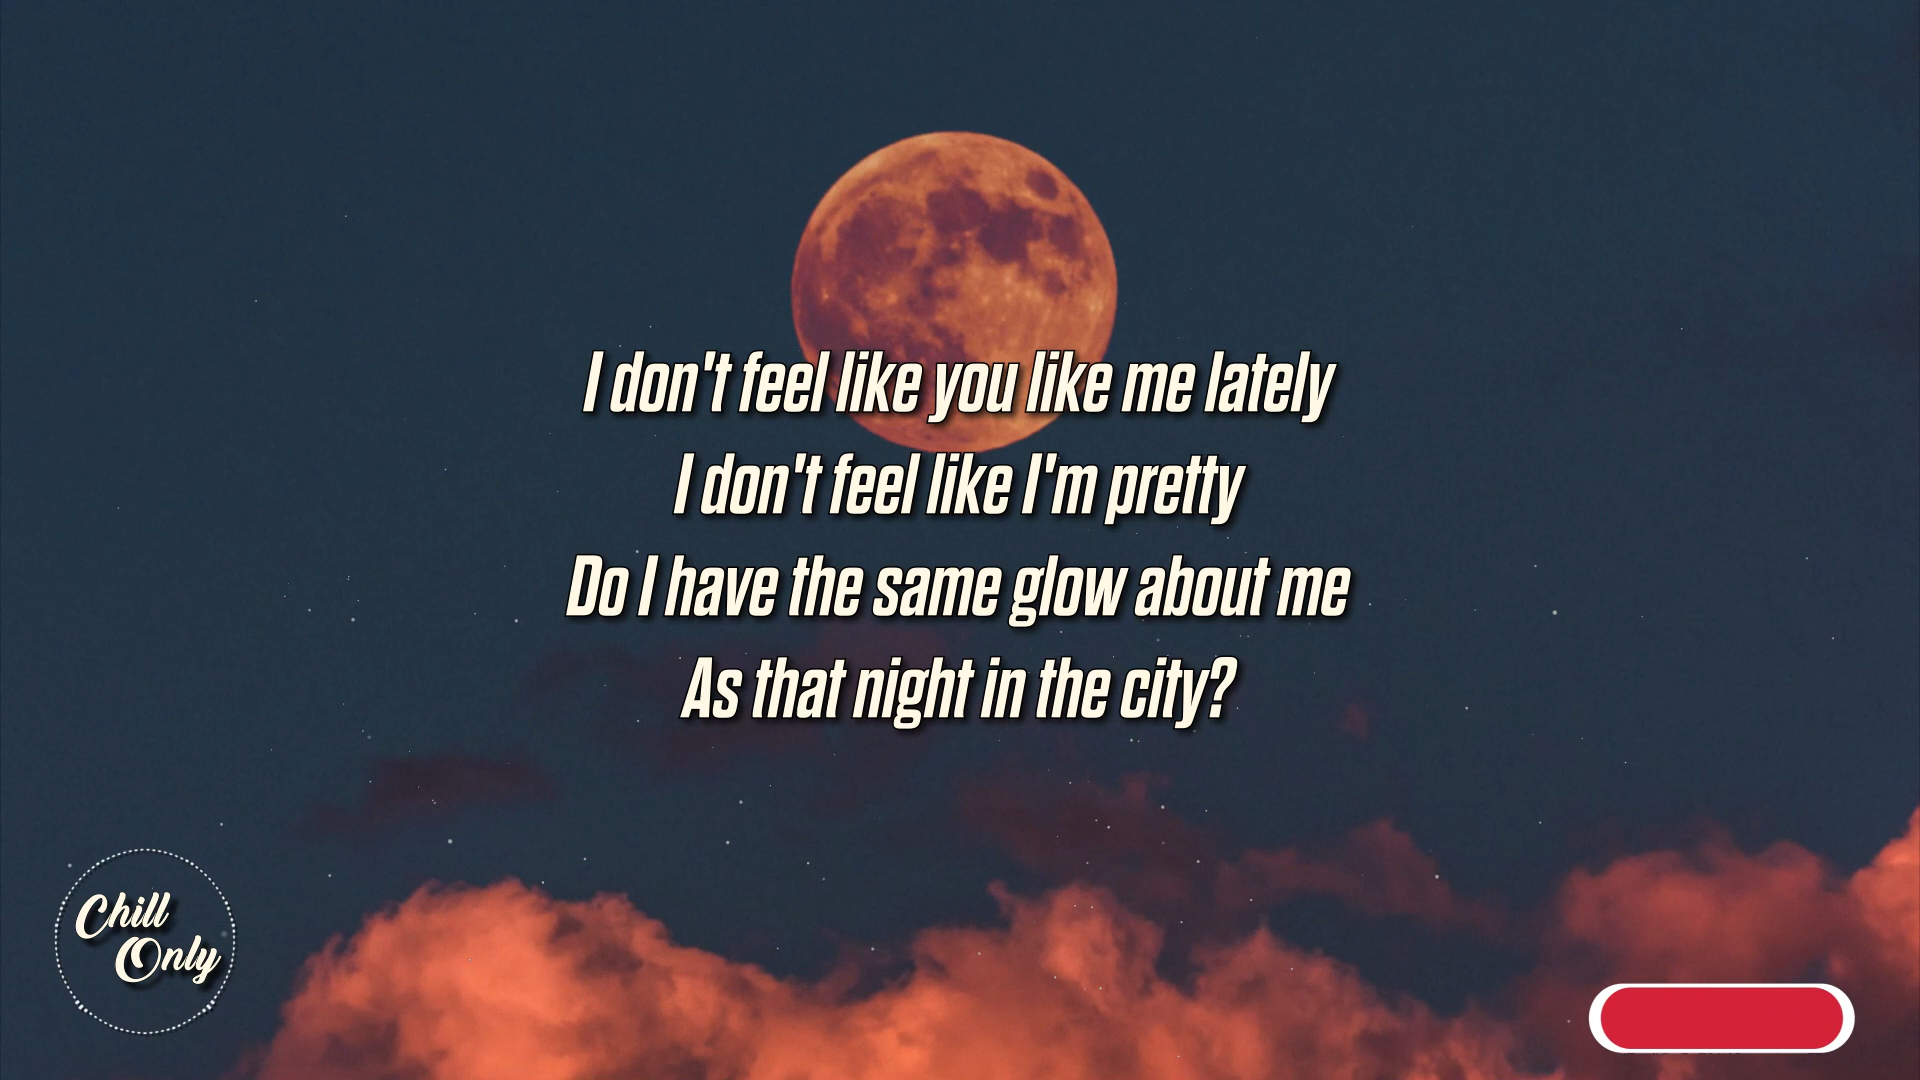 I don't feel like you like me lately
I don't feel like I'm pretty
Do I have the same glow about me
As that night in the city?
Chill
Only